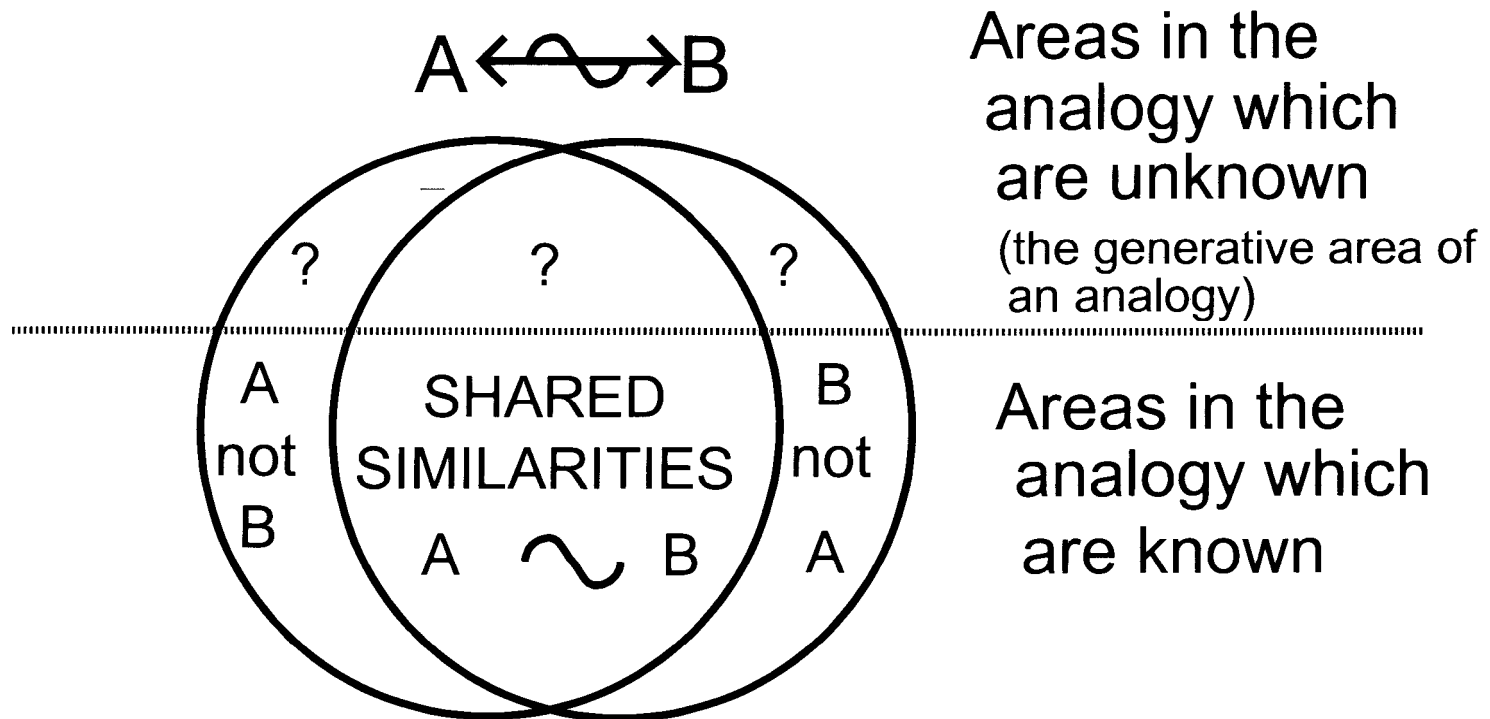 A B
Areas in the
analogy which
are unknown
(the generative area of
an analogy)
? ? ?
A
not
B
SHARED
SIMILARITIES
A ~ B
B
not
A
Areas in the
analogy which
are known